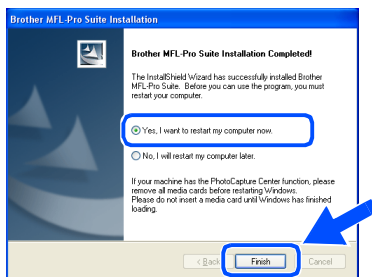 Brother MFL-Pro Suite Installation
Brother MFL-Pro Suite Installation Completed!
The InstallShield Wizard has successfully installed Brother
MFL-Pro Suite. Before you can use the program, you must
restart your computer.
Yes, I want to restart my computer now.
No, I will restart my computer later.
If your machine has the PhotoCapture Center function, please
remove all media cards before restarting Windows.
Please do not insert a media card until Windows has finished
loading.
< Back Finish Cancel